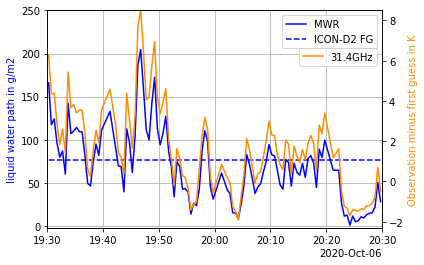 250
200
150
100
50
0
liquid water path in g/m2
MWR
ICON-D2 FG
31.4GHz
8
6
4
2
0
−2
Observation minus first guess in K
19:30 19:40 19:50 20:00 20:10 20:20 20:30
2020-Oct-06